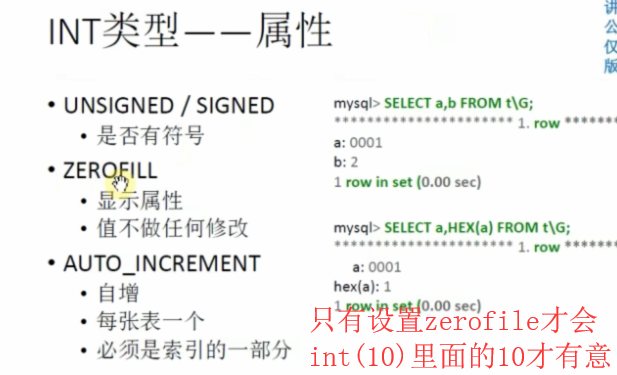 INT类型——属性
• UNSIGNED / SIGNED
• 是否有符号
• ZEROFILL
• 显示属性
• 值不做任何修改
• AUTO_INCREMENT
• 自增
• 每张表一个
• 必须是索引的一部分
mysql> SELECT a,b FROM t\G;
*********************** 1. row *******
a: 0001
b: 2
1 row in set (0.00 sec)
mysql> SELECT a,HEX(a) FROM t\G;
*********************** 1. row *******
a: 0001
hex(a): 1
1 row in set (0.00 sec)
只有设置zerofile才会
int(10)里面的10才有意
讲
公
仅
版